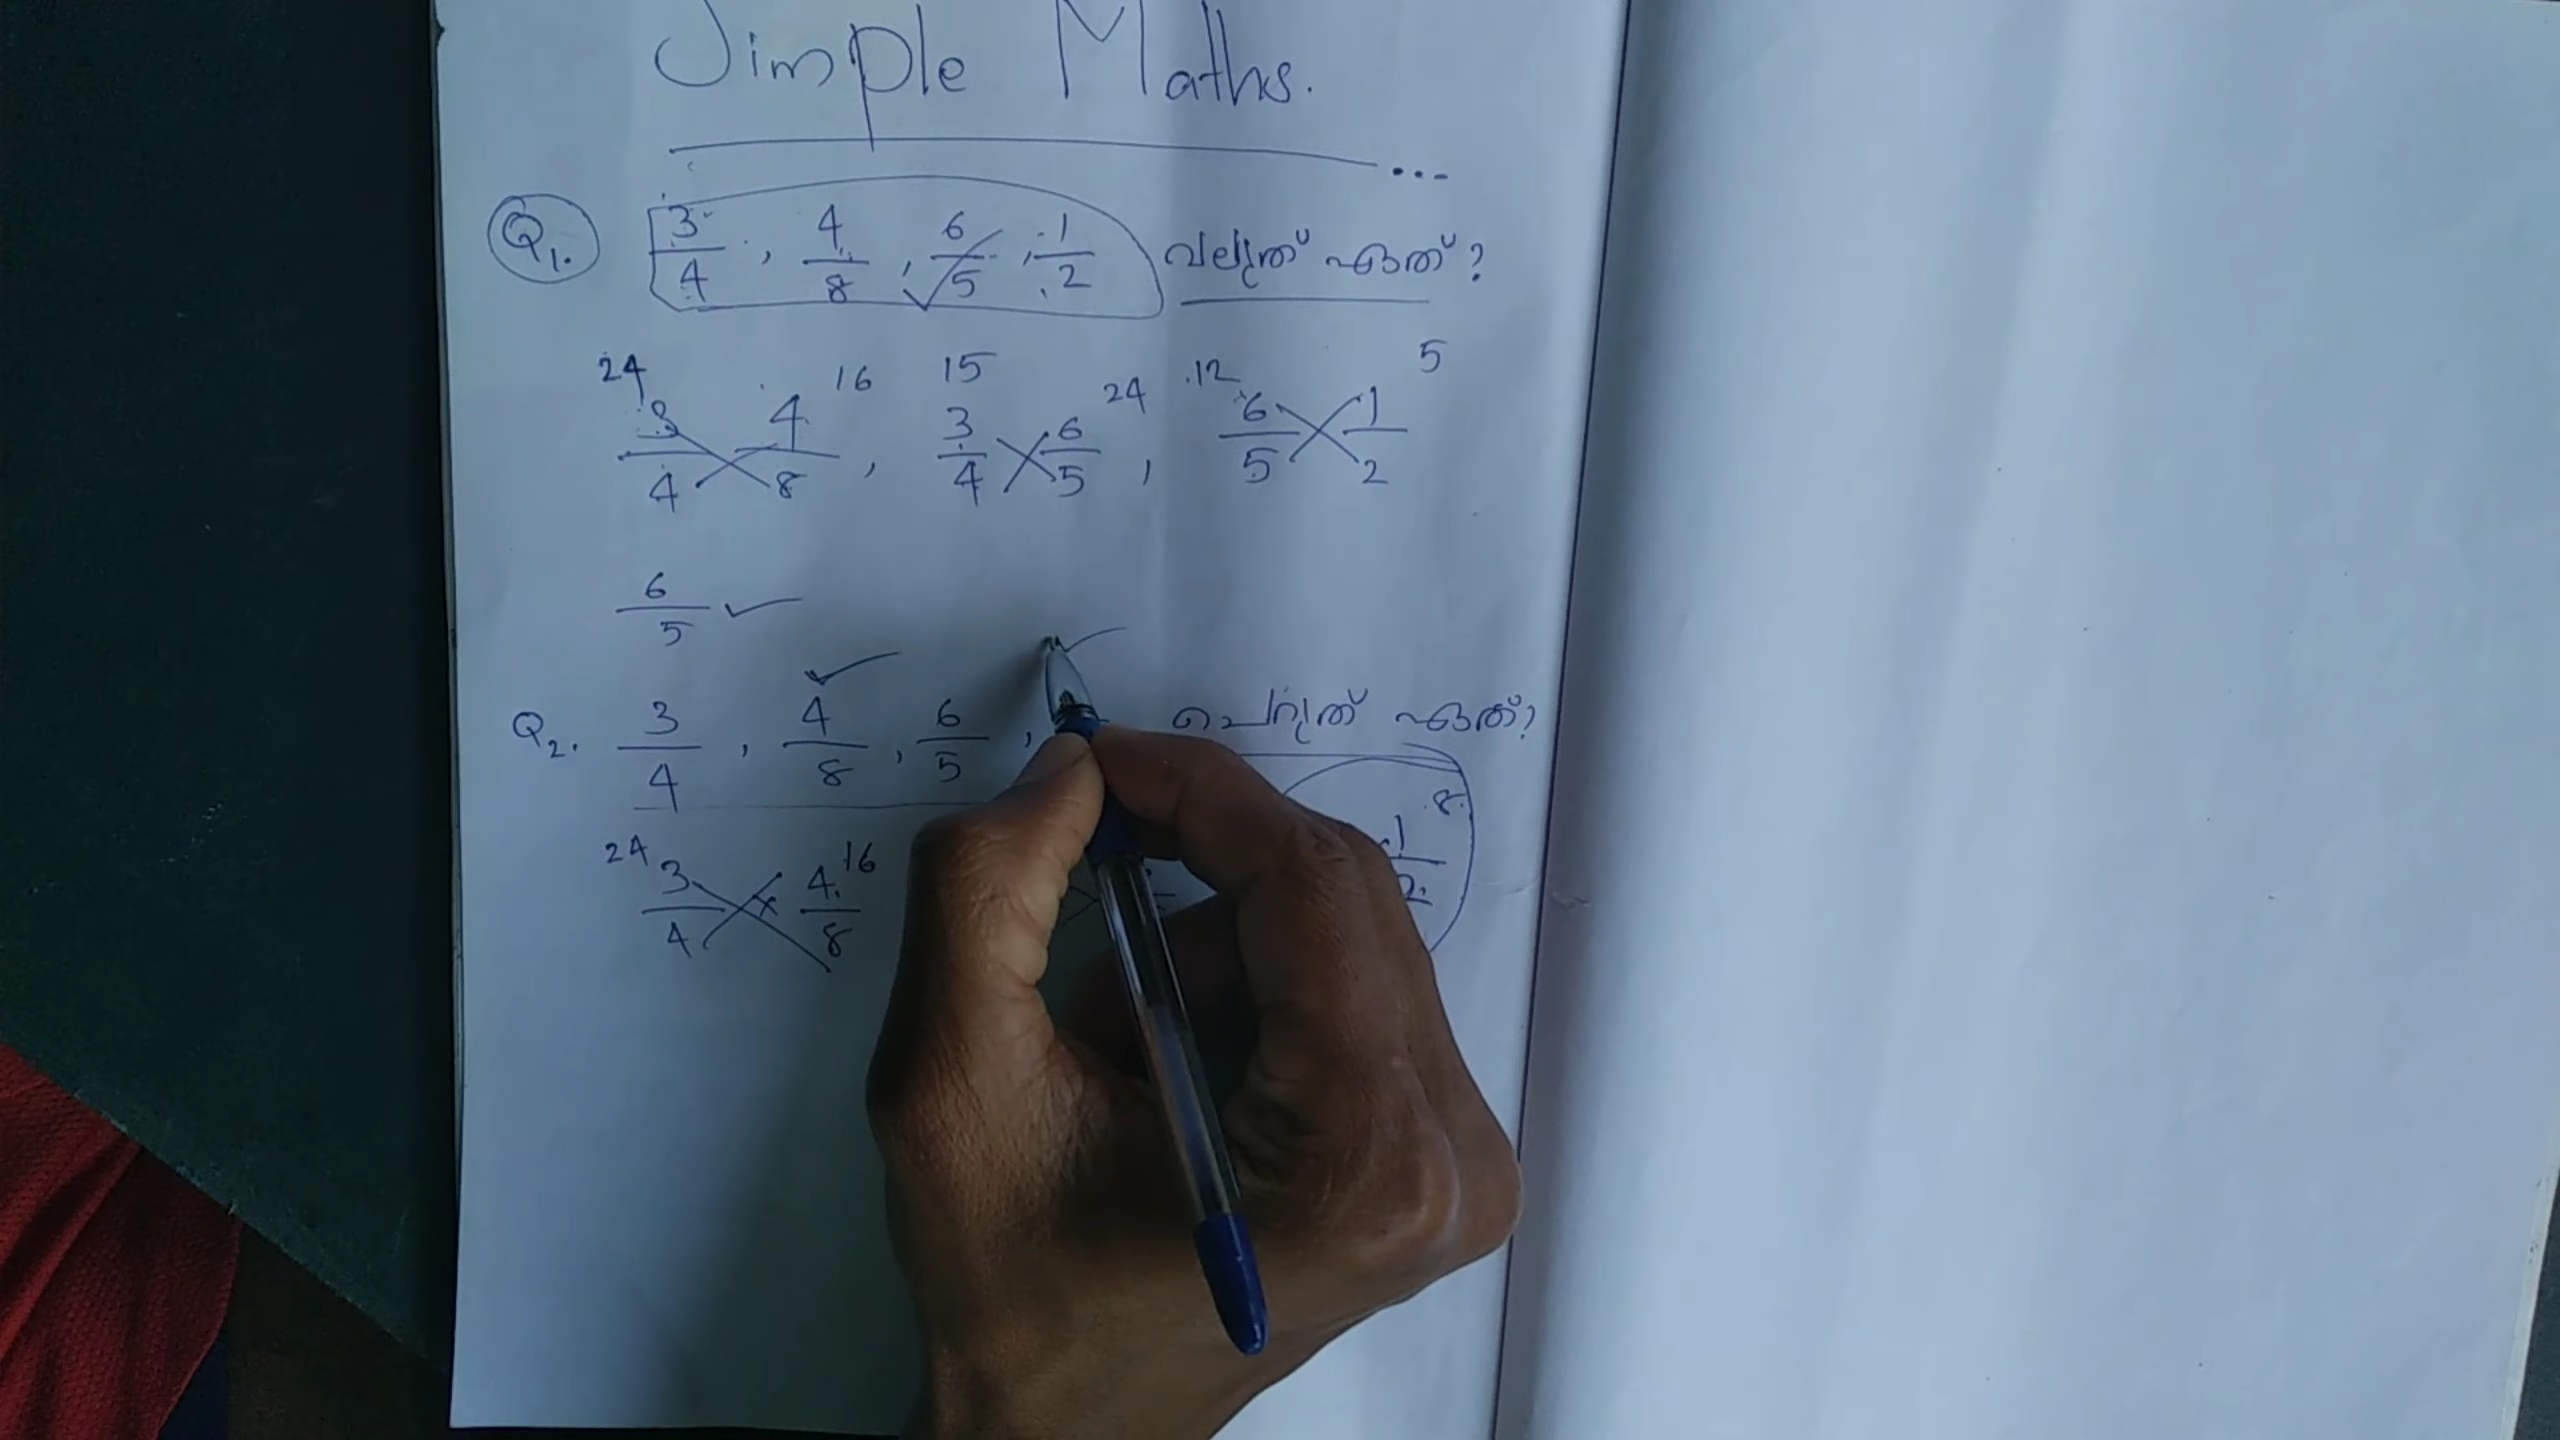 Simple Maths.
Q1. 3/4, 4/8, 6/5, 1/2 വലുത് ഏത്?
24 3/4 4/8 16, 15 3/4 6/5 24, 12 6/5 1/2 5
6/5 ✓
Q2. 3/4, 4/8, 6/5, ചെറുത് ഏത്?
24 3/4 4/8 16 1/2 8